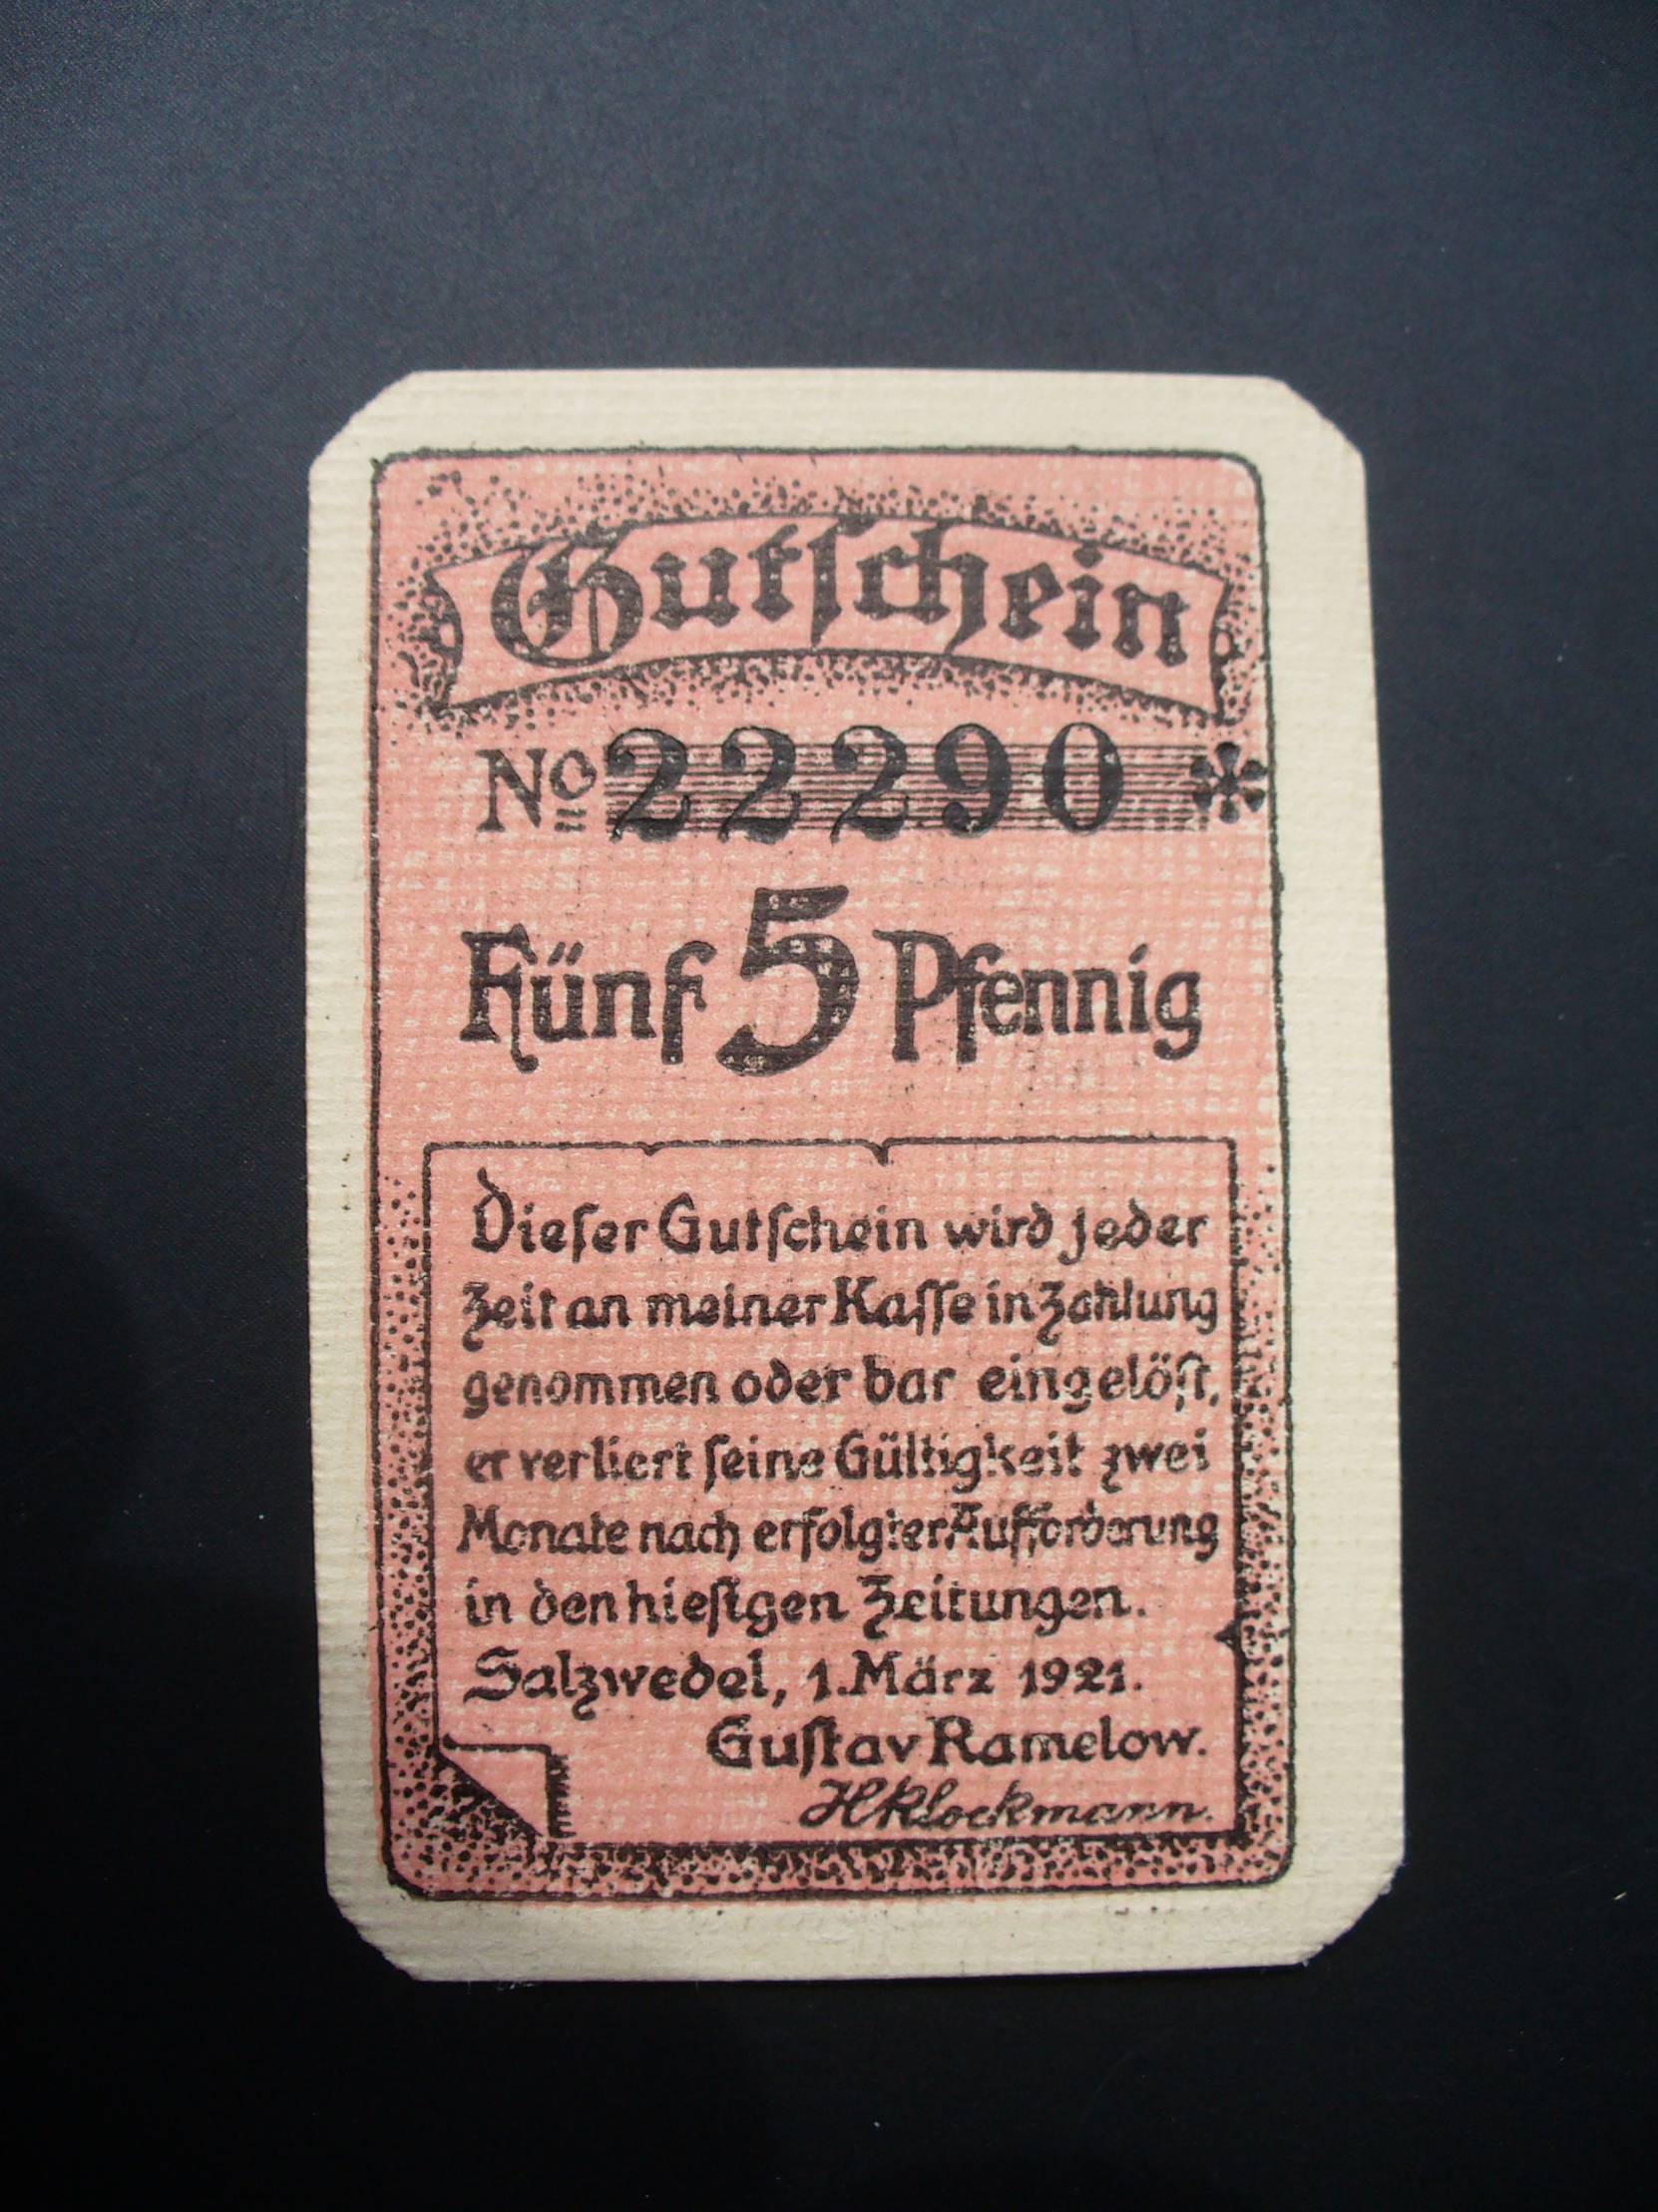 Gutſchein
No 22290 *
Fünf 5 Pfennig
Dieſer Gutſchein wird jeder
Zeit an meiner Kaſſe in Zahlung
genommen oder bar eingelöſt,
er verliert ſeine Gültigkeit zwei
Monate nach erfolgter Aufforderung
in den hieſigen Zeitungen.
Salzwedel, 1. März 1921.
Guſtav Ramelow.
H Klockmann.